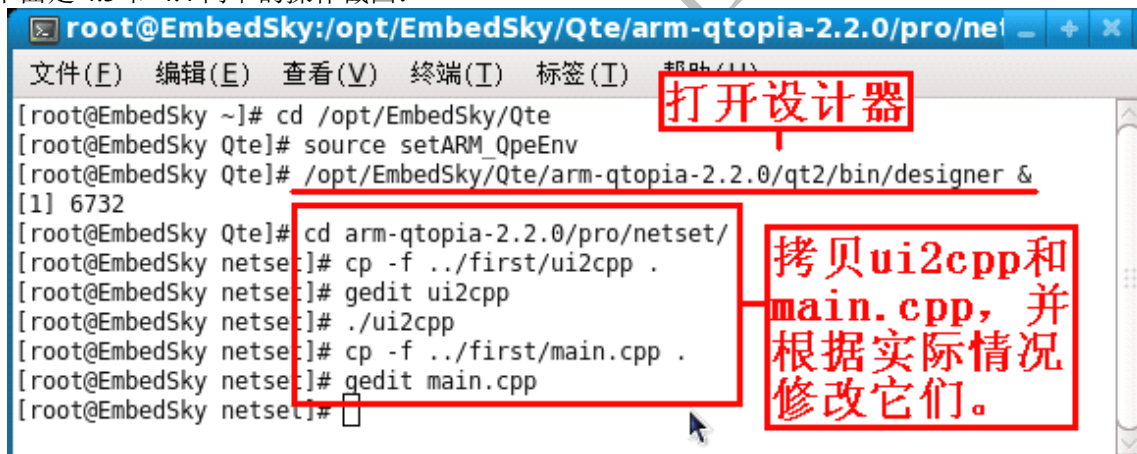 root@EmbedSky:/opt/EmbedSky/Qte/arm-qtopia-2.2.0/pro/net
文件(F) 编辑(E) 查看(V) 终端(T) 标签(T)
打开设计器
[root@EmbedSky ~]# cd /opt/EmbedSky/Qte
[root@EmbedSky Qte]# source setARM_QpeEnv
[root@EmbedSky Qte]# /opt/EmbedSky/Qte/arm-qtopia-2.2.0/qt2/bin/designer &
[1] 6732
[root@EmbedSky Qte]# cd arm-qtopia-2.2.0/pro/netset/
[root@EmbedSky netset]# cp -f ../first/ui2cpp .
[root@EmbedSky netset]# gedit ui2cpp
[root@EmbedSky netset]# ./ui2cpp
[root@EmbedSky netset]# cp -f ../first/main.cpp .
[root@EmbedSky netset]# gedit main.cpp
[root@EmbedSky netset]#
拷贝ui2cpp和
main.cpp，并
根据实际情况
修改它们。